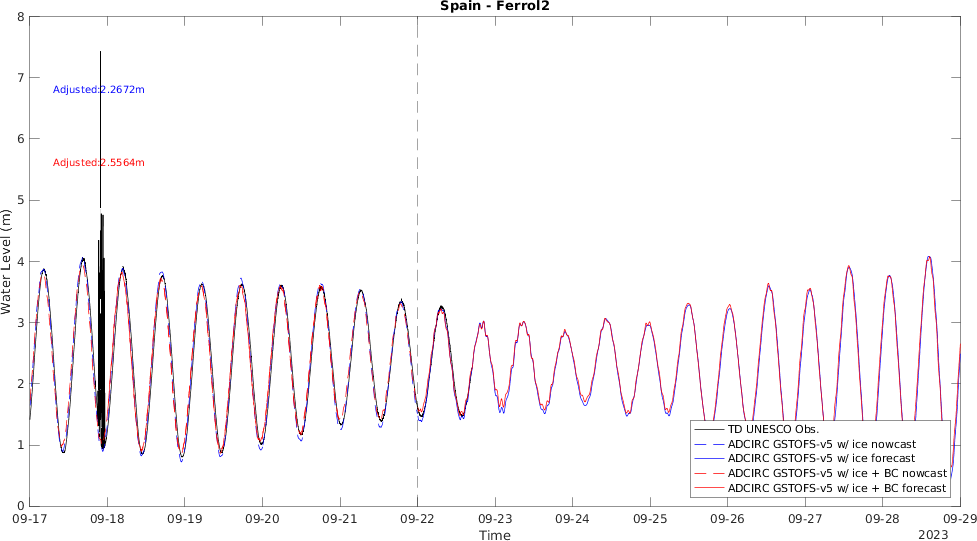 Spain - Ferrol2
8
7
6
5
4
3
2
1
0
Water Level (m)
Adjusted:2.2672m
Adjusted:2.5564m
TD UNESCO Obs.
ADCIRC GSTOFS-v5 w/ ice nowcast
ADCIRC GSTOFS-v5 w/ ice forecast
ADCIRC GSTOFS-v5 w/ ice + BC nowcast
ADCIRC GSTOFS-v5 w/ ice + BC forecast
09-17 09-18 09-19 09-20 09-21 09-22 09-23 09-24 09-25 09-26 09-27 09-28 09-29
Time
2023